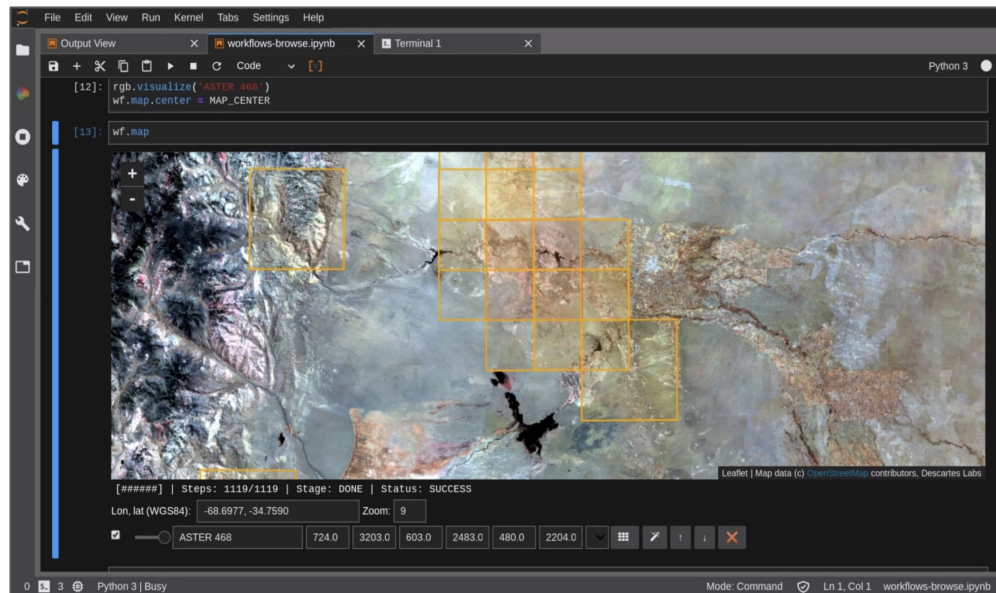 File Edit View Run Kernel Tabs Settings Help
Output View × workflows-browse.ipynb × Terminal 1 ×
Code Python 3
[12]: rgb.visualize('ASTER 468')
wf.map.center = MAP_CENTER
[13]: wf.map
+
-
Leaflet | Map data (c) OpenStreetMap contributors, Descartes Labs
[######] | Steps: 1119/1119 | Stage: DONE | Status: SUCCESS
Lon, lat (WGS84): -68.6977, -34.7590 Zoom: 9
ASTER 468 724.0 3203.0 603.0 2483.0 480.0 2204.0
0 3 Python 3 | Busy Mode: Command Ln 1, Col 1 workflows-browse.ipynb